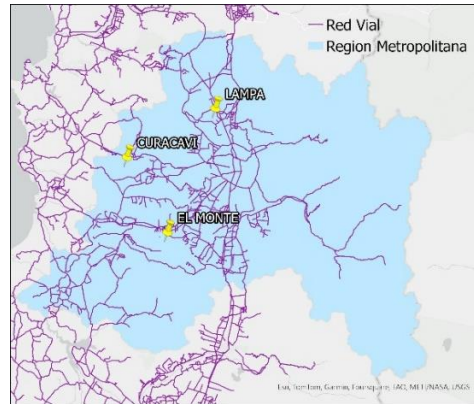 Red Vial
Region Metropolitana
LAMPA
CURACAVI
EL MONTE
Esri, TomTom, Garmin, Foursquare, FAO, METI/NASA, USGS